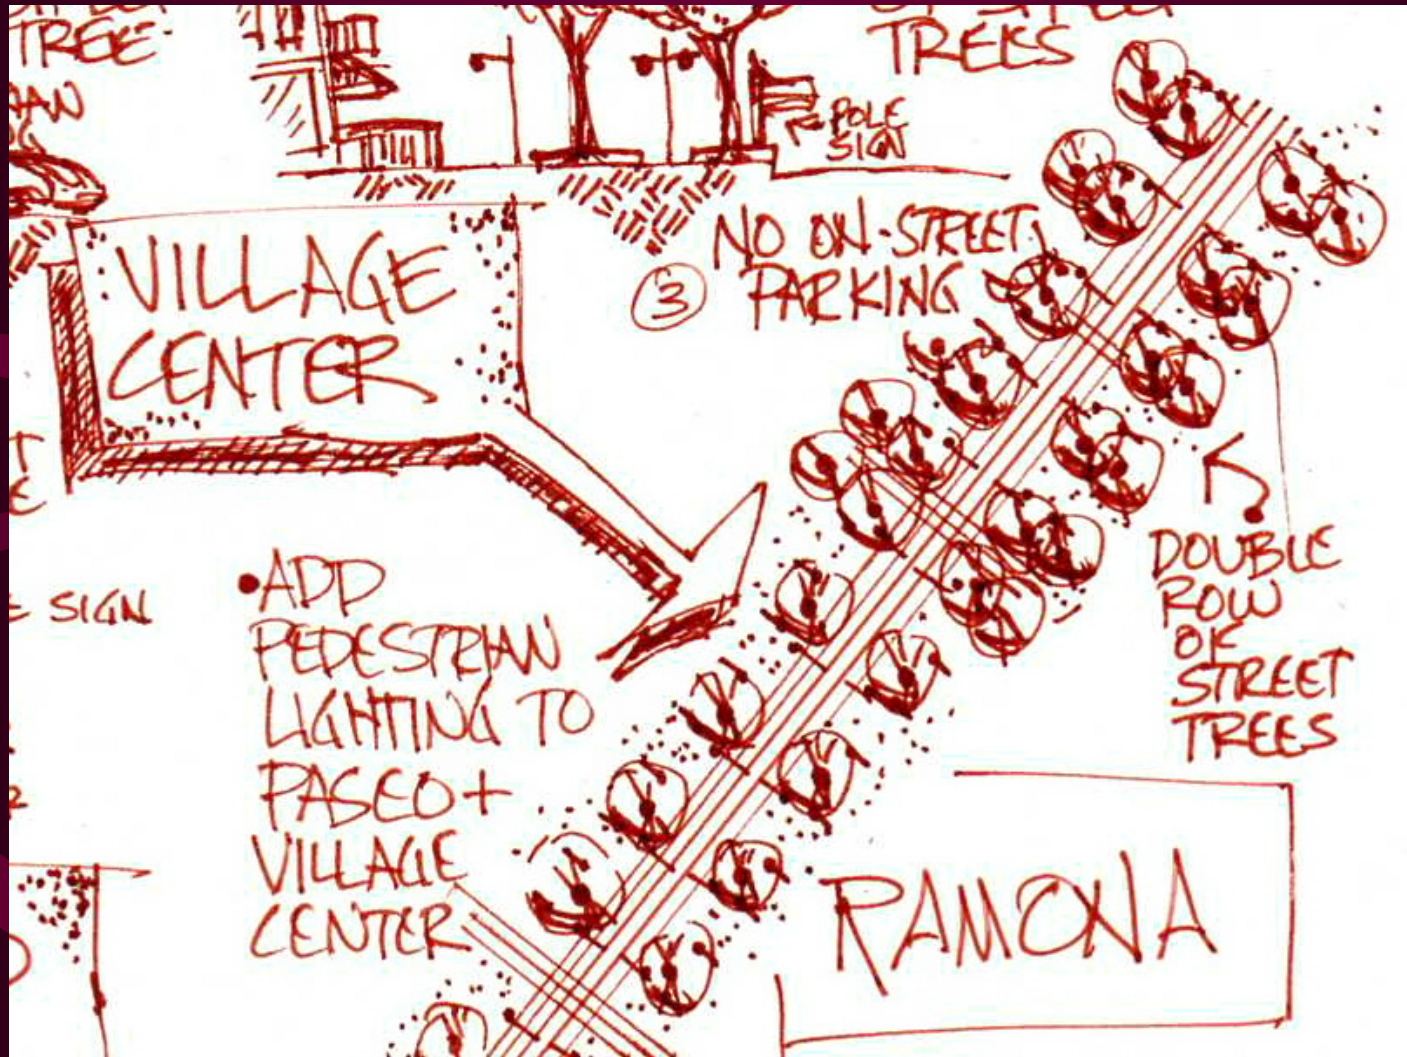 TREE
TREES
POLE
SIGN
VILLAGE
CENTER
NO ON-STREET
PARKING
3
SIGN
•ADD
PEDESTRIAN
LIGHTING TO
PASEO+
VILLAGE
CENTER
DOUBLE
ROW
OF
STREET
TREES
RAMONA